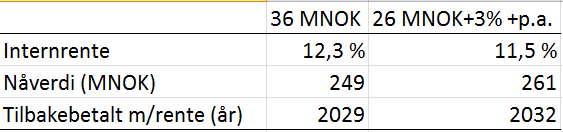 36 MNOK 26 MNOK+3% +p.a.
Internrente 12,3 % 11,5 %
Nåverdi (MNOK) 249 261
Tilbakebetalt m/rente (år) 2029 2032